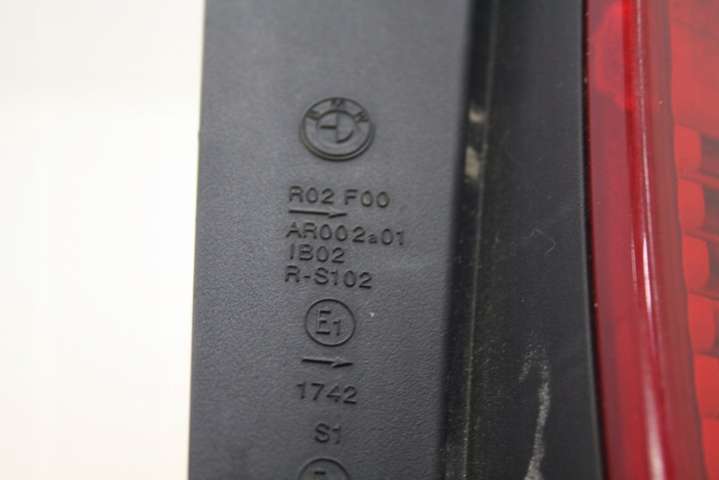 BMW
R02 F00
AR002a01
IB02
R-S102
E1
1742
S1